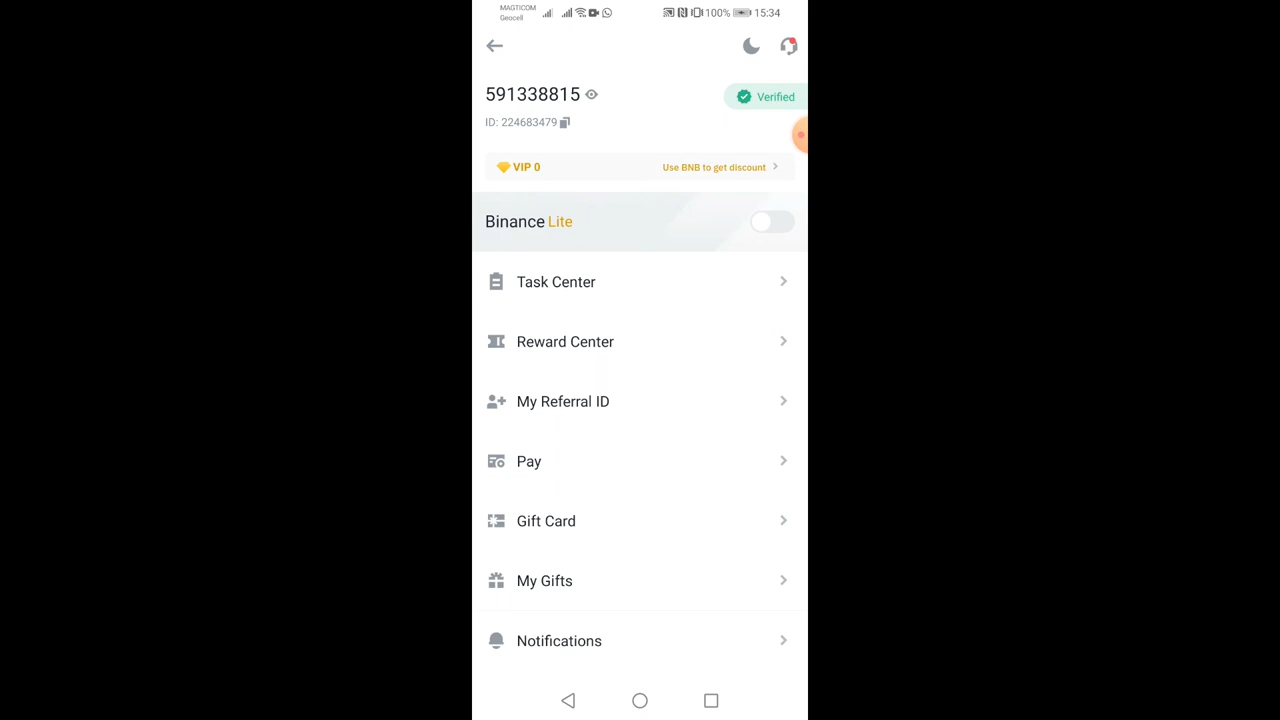 MAGTICOM
Geocell
100%
15:34
591338815
Verified
ID: 224683479
VIP 0
Use BNB to get discount
Binance Lite
Task Center
Reward Center
My Referral ID
Pay
Gift Card
My Gifts
Notifications